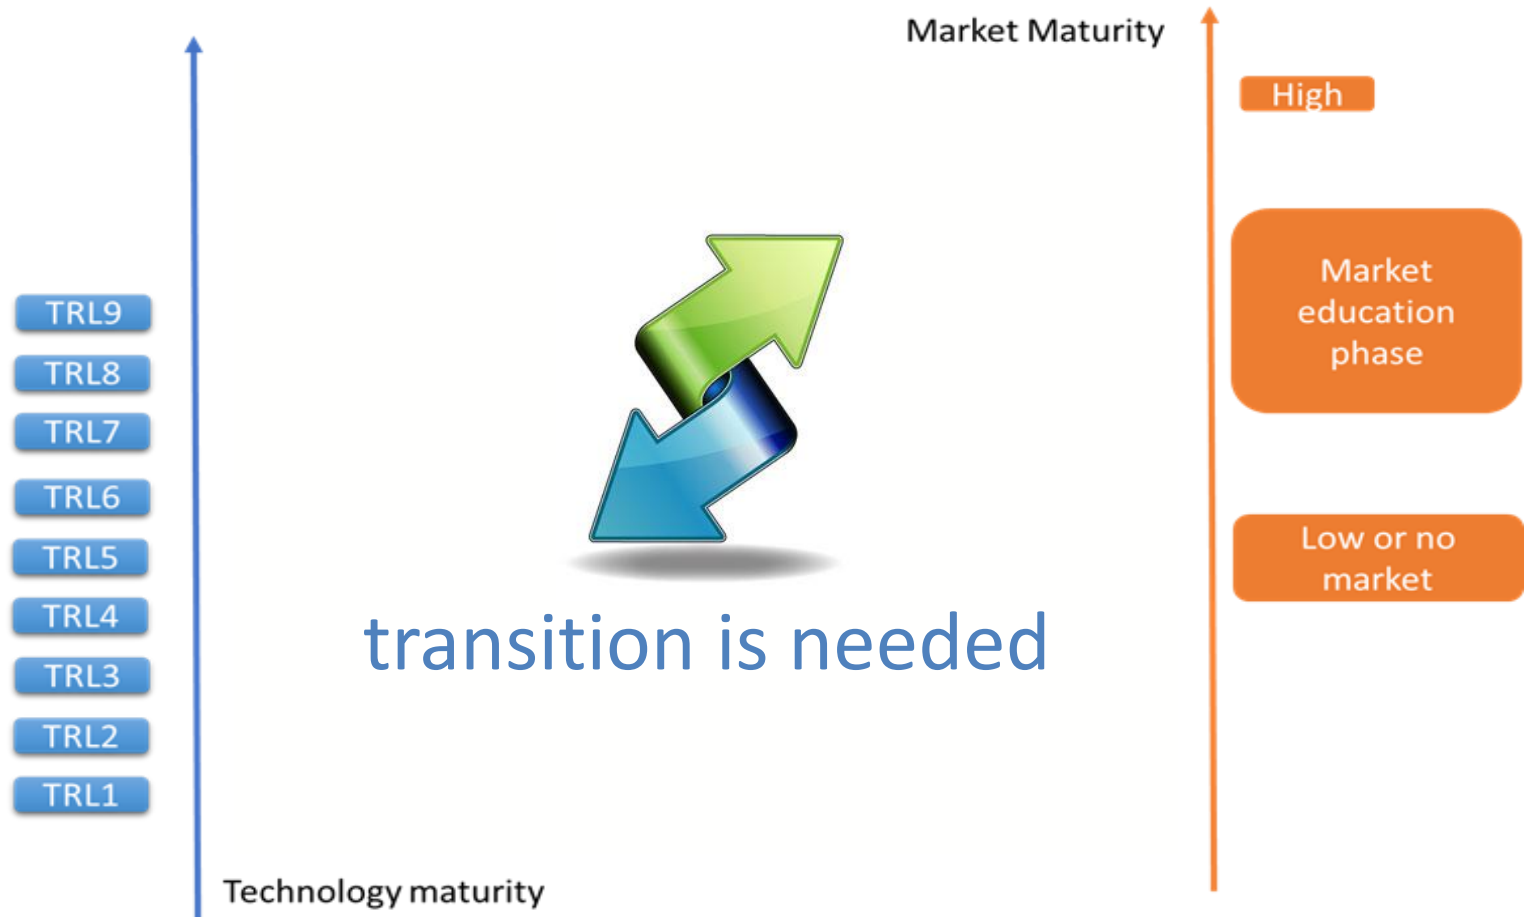 Market Maturity
High
Market
education
phase
Low or no
market
TRL9
TRL8
TRL7
TRL6
TRL5
TRL4
TRL3
TRL2
TRL1
transition is needed
Technology maturity